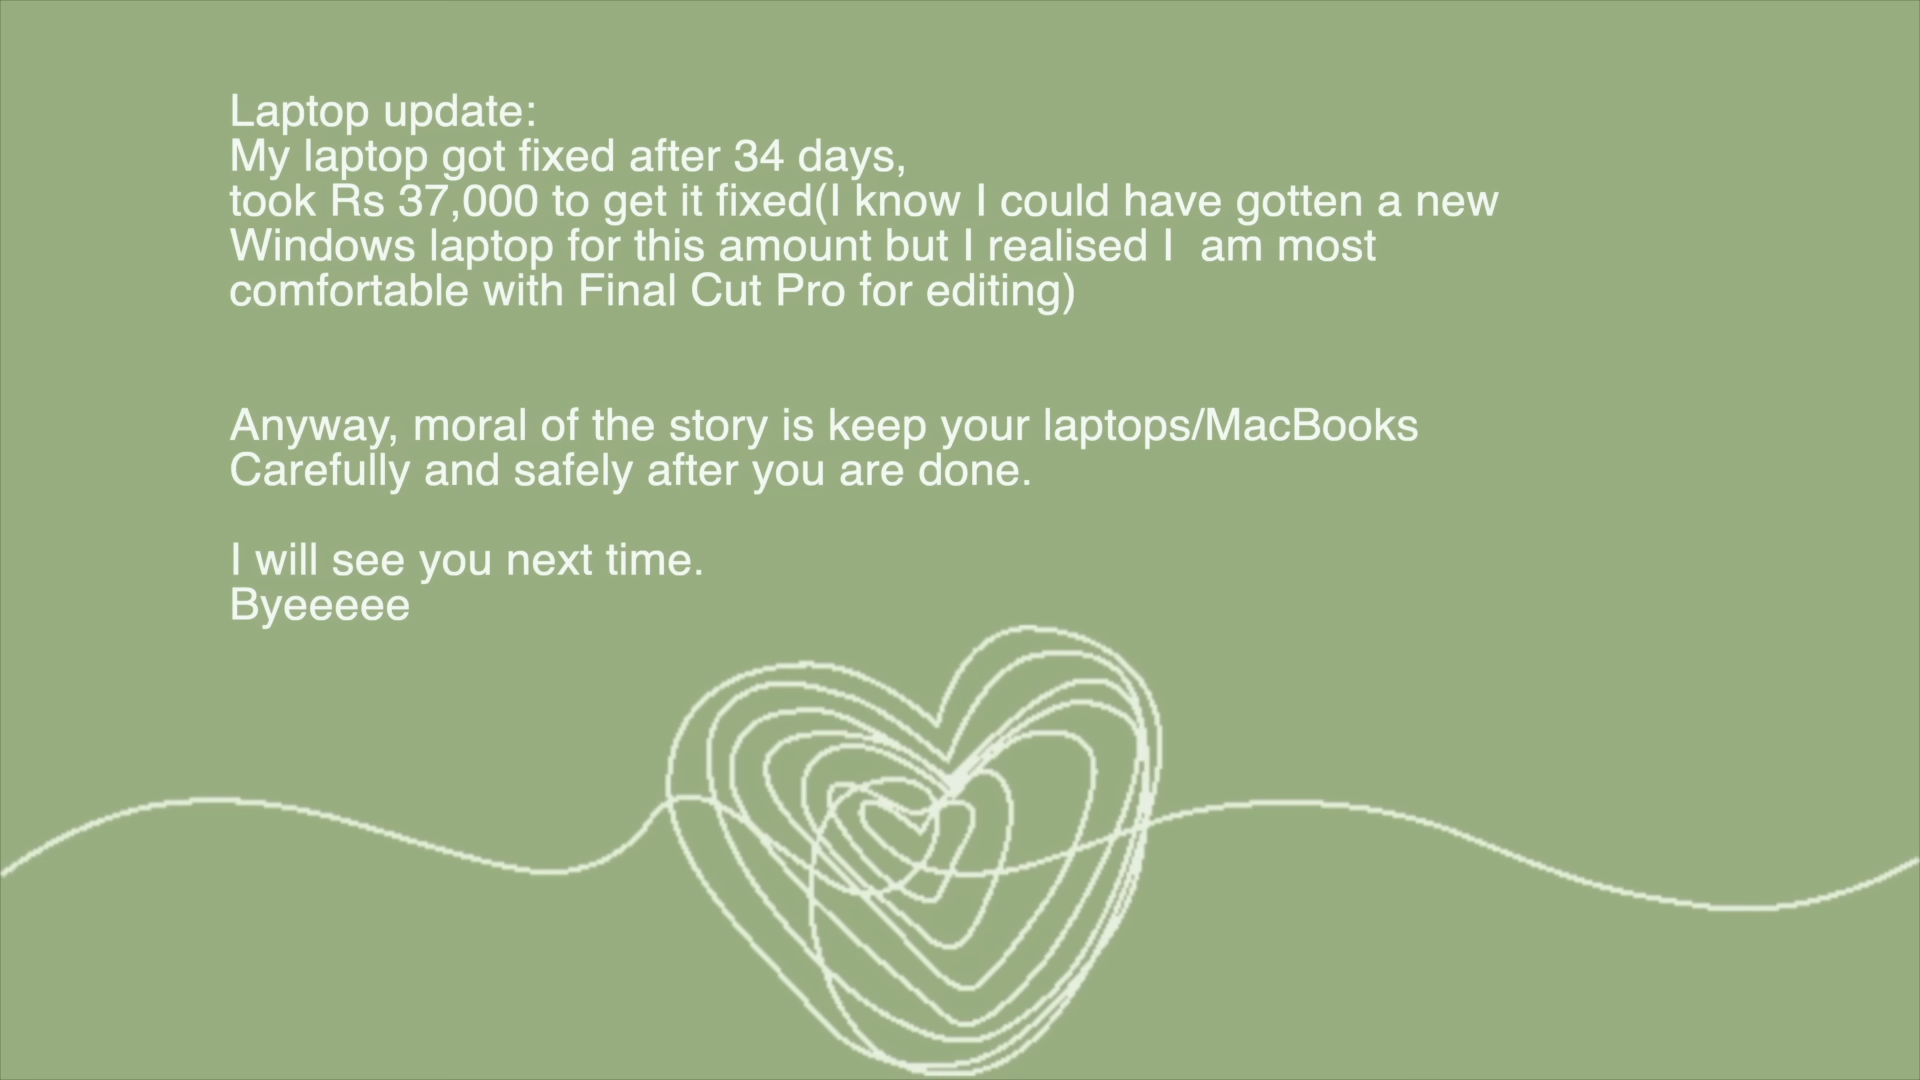 Laptop update:
My laptop got fixed after 34 days,
took Rs 37,000 to get it fixed(I know I could have gotten a new
Windows laptop for this amount but I realised I  am most
comfortable with Final Cut Pro for editing)
Anyway, moral of the story is keep your laptops/MacBooks
Carefully and safely after you are done.
I will see you next time.
Byeeeee